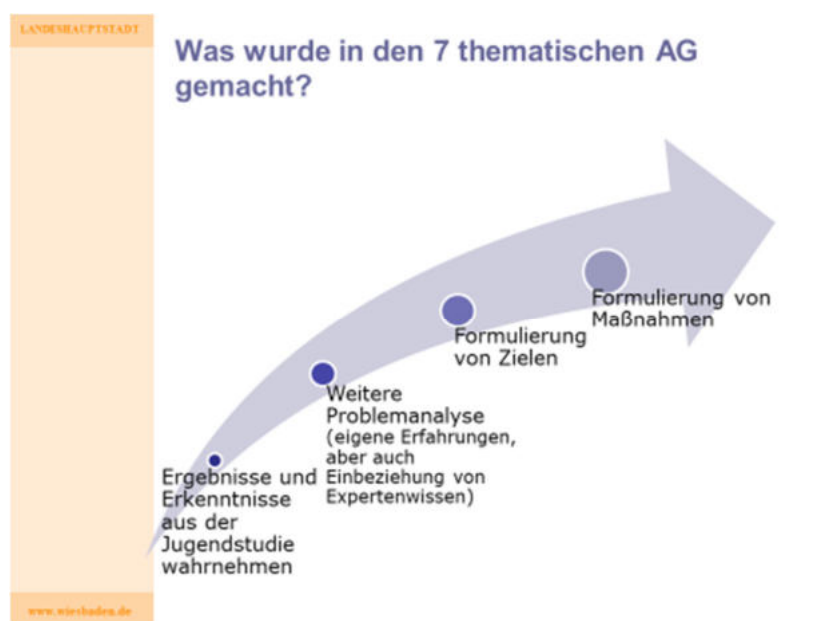 LANDESHAUPTSTADT
Was wurde in den 7 thematischen AG
gemacht?
Formulierung von
Maßnahmen
Formulierung
von Zielen
Weitere
Problemanalyse
(eigene Erfahrungen,
aber auch
Einbeziehung von
Expertenwissen)
Ergebnisse und
Erkenntnisse
aus der
Jugendstudie
wahrnehmen
www.wiesbaden.de